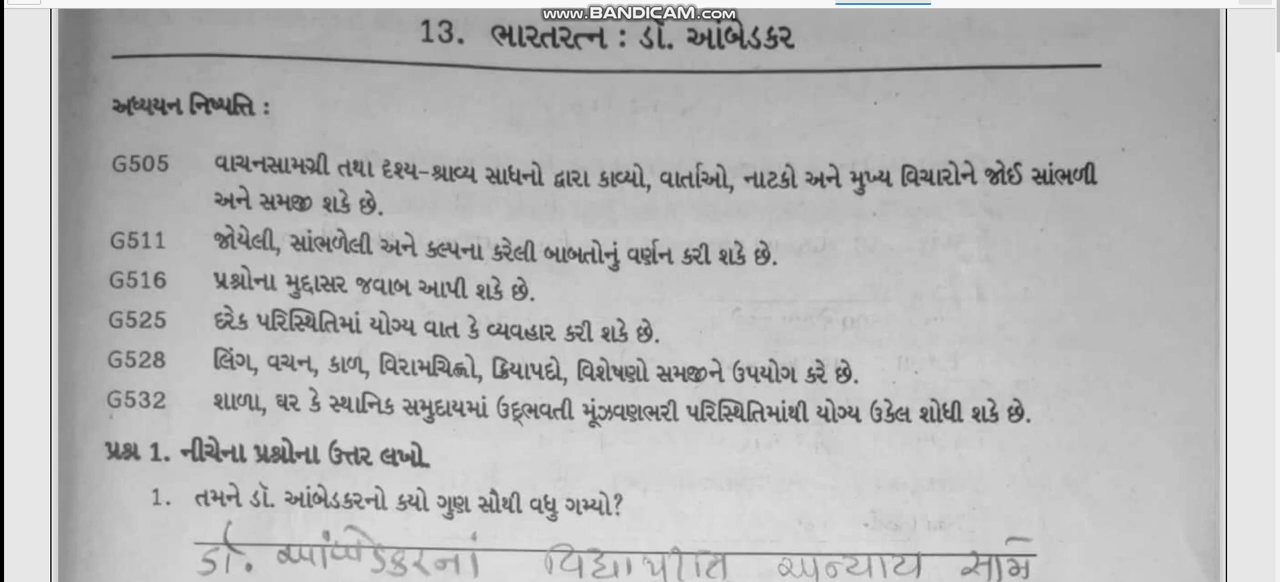 www.BANDICAM.com
13. ભારતરત્ન : ડૉ. આંબેડકર
અધ્યયન નિષ્પત્તિ :
G505 વાચનસામગ્રી તથા દૃશ્ય-શ્રાવ્ય સાધનો દ્વારા કાવ્યો, વાર્તાઓ, નાટકો અને મુખ્ય વિચારોને જોઈ સાંભળી
અને સમજી શકે છે.
G511 જોયેલી, સાંભળેલી અને કલ્પના કરેલી બાબતોનું વર્ણન કરી શકે છે.
G516 પ્રશ્નોના મુદ્દાસર જવાબ આપી શકે છે.
G525 દરેક પરિસ્થિતિમાં યોગ્ય વાત કે વ્યવહાર કરી શકે છે.
G528 લિંગ, વચન, કાળ, વિરામચિહ્નો, ક્રિયાપદો, વિશેષણો સમજીને ઉપયોગ કરે છે.
G532 શાળા, ઘર કે સ્થાનિક સમુદાયમાં ઉદ્ભવતી મૂંઝવણભરી પરિસ્થિતિમાંથી યોગ્ય ઉકેલ શોધી શકે છે.
પ્રશ્ન 1. નીચેના પ્રશ્નોના ઉત્તર લખો.
1. તમને ડૉ. આંબેડકરનો કયો ગુણ સૌથી વધુ ગમ્યો?
ડૉ. આંબેડકરનાં વિદ્યાપ્રીતિ અન્યાય સામે